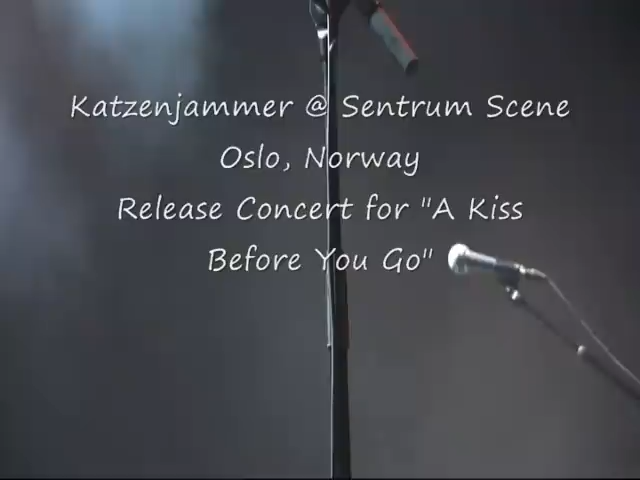 Katzenjammer @ Sentrum Scene
Oslo, Norway
Release Concert for "A Kiss
Before You Go"